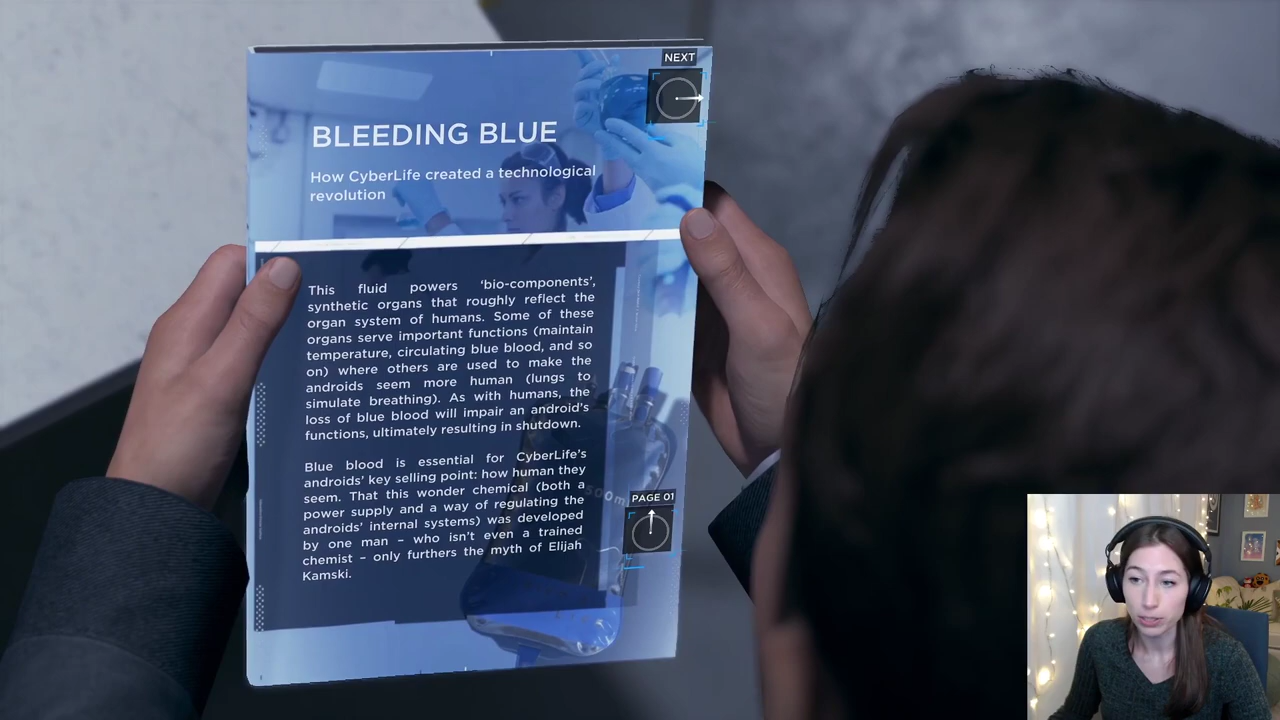 NEXT
BLEEDING BLUE
How CyberLife created a technological
revolution
This fluid powers ‘bio-components’,
synthetic organs that roughly reflect the
organ system of humans. Some of these
organs serve important functions (maintain
temperature, circulating blue blood, and so
on) where others are used to make the
androids seem more human (lungs to
simulate breathing). As with humans, the
loss of blue blood will impair an android's
functions, ultimately resulting in shutdown.
Blue blood is essential for CyberLife's
androids' key selling point: how human they
seem. That this wonder chemical (both a
power supply and a way of regulating the
androids' internal systems) was developed
by one man – who isn't even a trained
chemist – only furthers the myth of Elijah
Kamski.
500m
PAGE 01